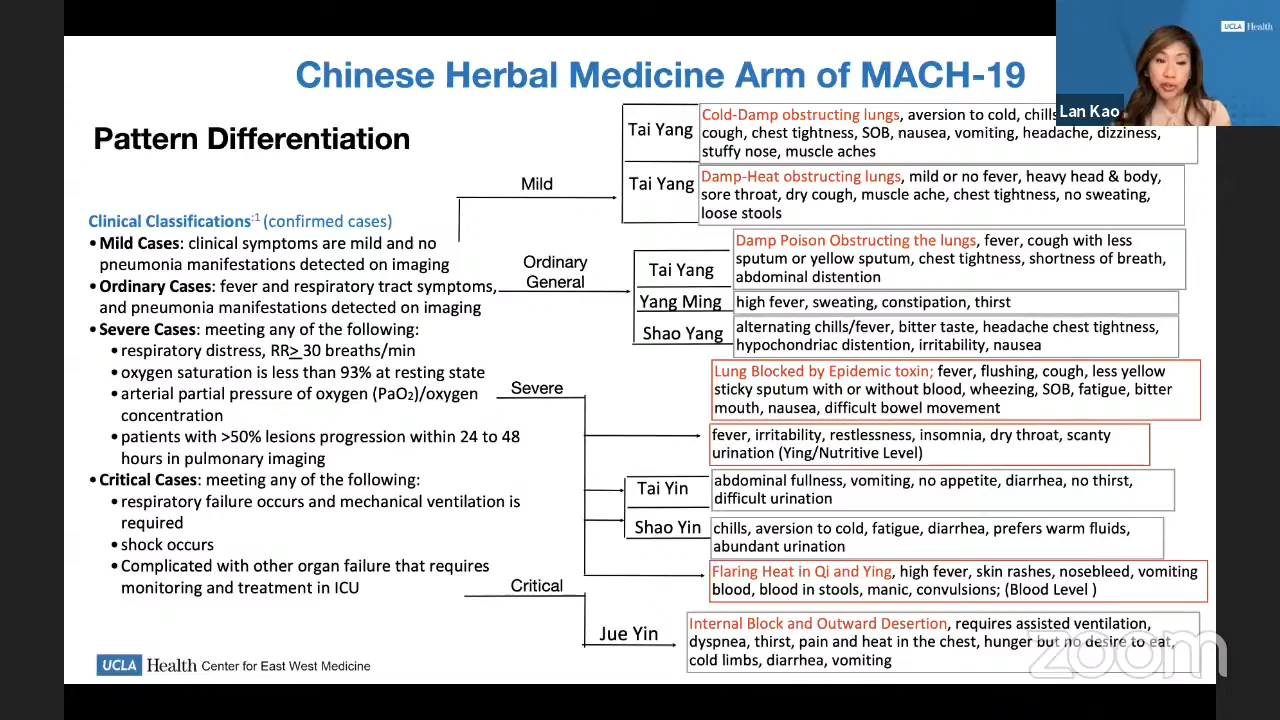 Chinese Herbal Medicine Arm of MACH-19
UCLA Health
Lan Kao
Pattern Differentiation
Clinical Classifications:1 (confirmed cases)
•Mild Cases: clinical symptoms are mild and no
pneumonia manifestations detected on imaging
•Ordinary Cases: fever and respiratory tract symptoms,
and pneumonia manifestations detected on imaging
•Severe Cases: meeting any of the following:
•respiratory distress, RR≥ 30 breaths/min
•oxygen saturation is less than 93% at resting state
•arterial partial pressure of oxygen (PaO2)/oxygen
concentration
•patients with >50% lesions progression within 24 to 48
hours in pulmonary imaging
•Critical Cases: meeting any of the following:
•respiratory failure occurs and mechanical ventilation is
required
•shock occurs
•Complicated with other organ failure that requires
monitoring and treatment in ICU
Mild
Tai Yang
Cold-Damp obstructing lungs, aversion to cold,
cough, chest tightness, SOB, nausea, vomiting, headache, dizziness,
stuffy nose, muscle aches
Tai Yang
Damp-Heat obstructing lungs, mild or no fever, heavy head & body,
sore throat, dry cough, muscle ache, chest tightness, no sweating,
loose stools
Ordinary
General
Tai Yang
Damp Poison Obstructing the lungs, fever, cough with less
sputum or yellow sputum, chest tightness, shortness of breath,
abdominal distention
Yang Ming
high fever, sweating, constipation, thirst
Shao Yang
alternating chills/fever, bitter taste, headache chest tightness,
hypochondriac distention, irritability, nausea
Severe
Lung Blocked by Epidemic toxin; fever, flushing, cough, less yellow
sticky sputum with or without blood, wheezing, SOB, fatigue, bitter
mouth, nausea, difficult bowel movement
fever, irritability, restlessness, insomnia, dry throat, scanty
urination (Ying/Nutritive Level)
Tai Yin
abdominal fullness, vomiting, no appetite, diarrhea, no thirst,
difficult urination
Shao Yin
chills, aversion to cold, fatigue, diarrhea, prefers warm fluids,
abundant urination
Critical
Flaring Heat in Qi and Ying, high fever, skin rashes, nosebleed, vomiting
blood, blood in stools, manic, convulsions; (Blood Level )
Jue Yin
Internal Block and Outward Desertion, requires assisted ventilation,
dyspnea, thirst, pain and heat in the chest, hunger but no desire to eat,
cold limbs, diarrhea, vomiting
zoom
UCLA Health Center for East West Medicine